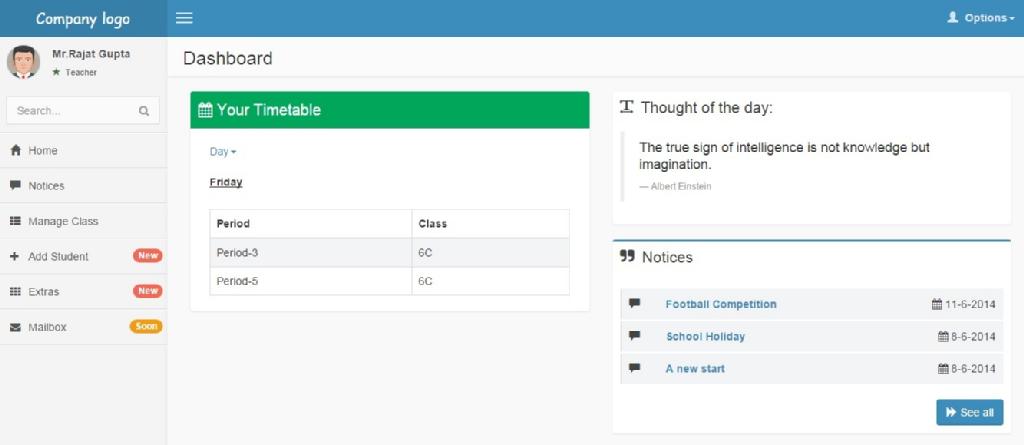 Company logo
Options
Mr.Rajat Gupta
Teacher
Search...
Home
Notices
Manage Class
Add Student New
Extras New
Mailbox Soon
Dashboard
Your Timetable
Day
Friday
Period Class
Period-3 6C
Period-5 6C
Thought of the day:
The true sign of intelligence is not knowledge but
imagination.
— Albert Einstein
Notices
Football Competition 11-6-2014
School Holiday 8-6-2014
A new start 8-6-2014
See all